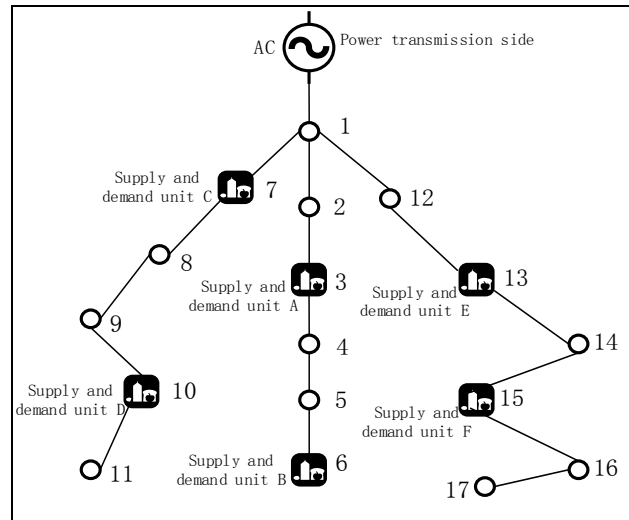 AC
Power transmission side
1
Supply and
demand unit C
7
2
12
8
Supply and
demand unit A
3
Supply and
demand unit E
13
9
4
14
Supply and
demand unit D
10
5
Supply and
demand unit F
15
11
Supply and
demand unit B
6
17
16